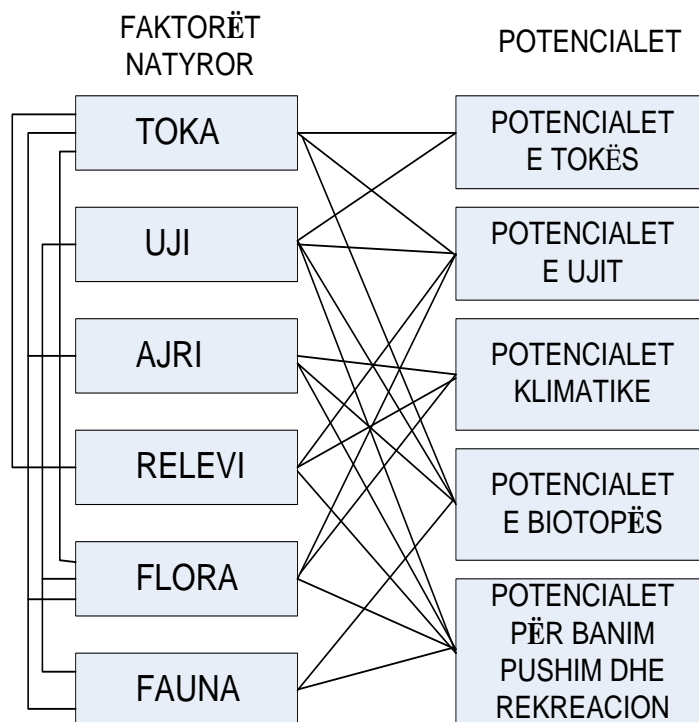 FAKTORËT
NATYROR
TOKA
UJI
AJRI
RELEVI
FLORA
FAUNA
POTENCIALET
POTENCIALET
E TOKËS
POTENCIALET
E UJIT
POTENCIALET
KLIMATIKE
POTENCIALET
E BIOTOPËS
POTENCIALET
PËR BANIM
PUSHIM DHE
REKREACION